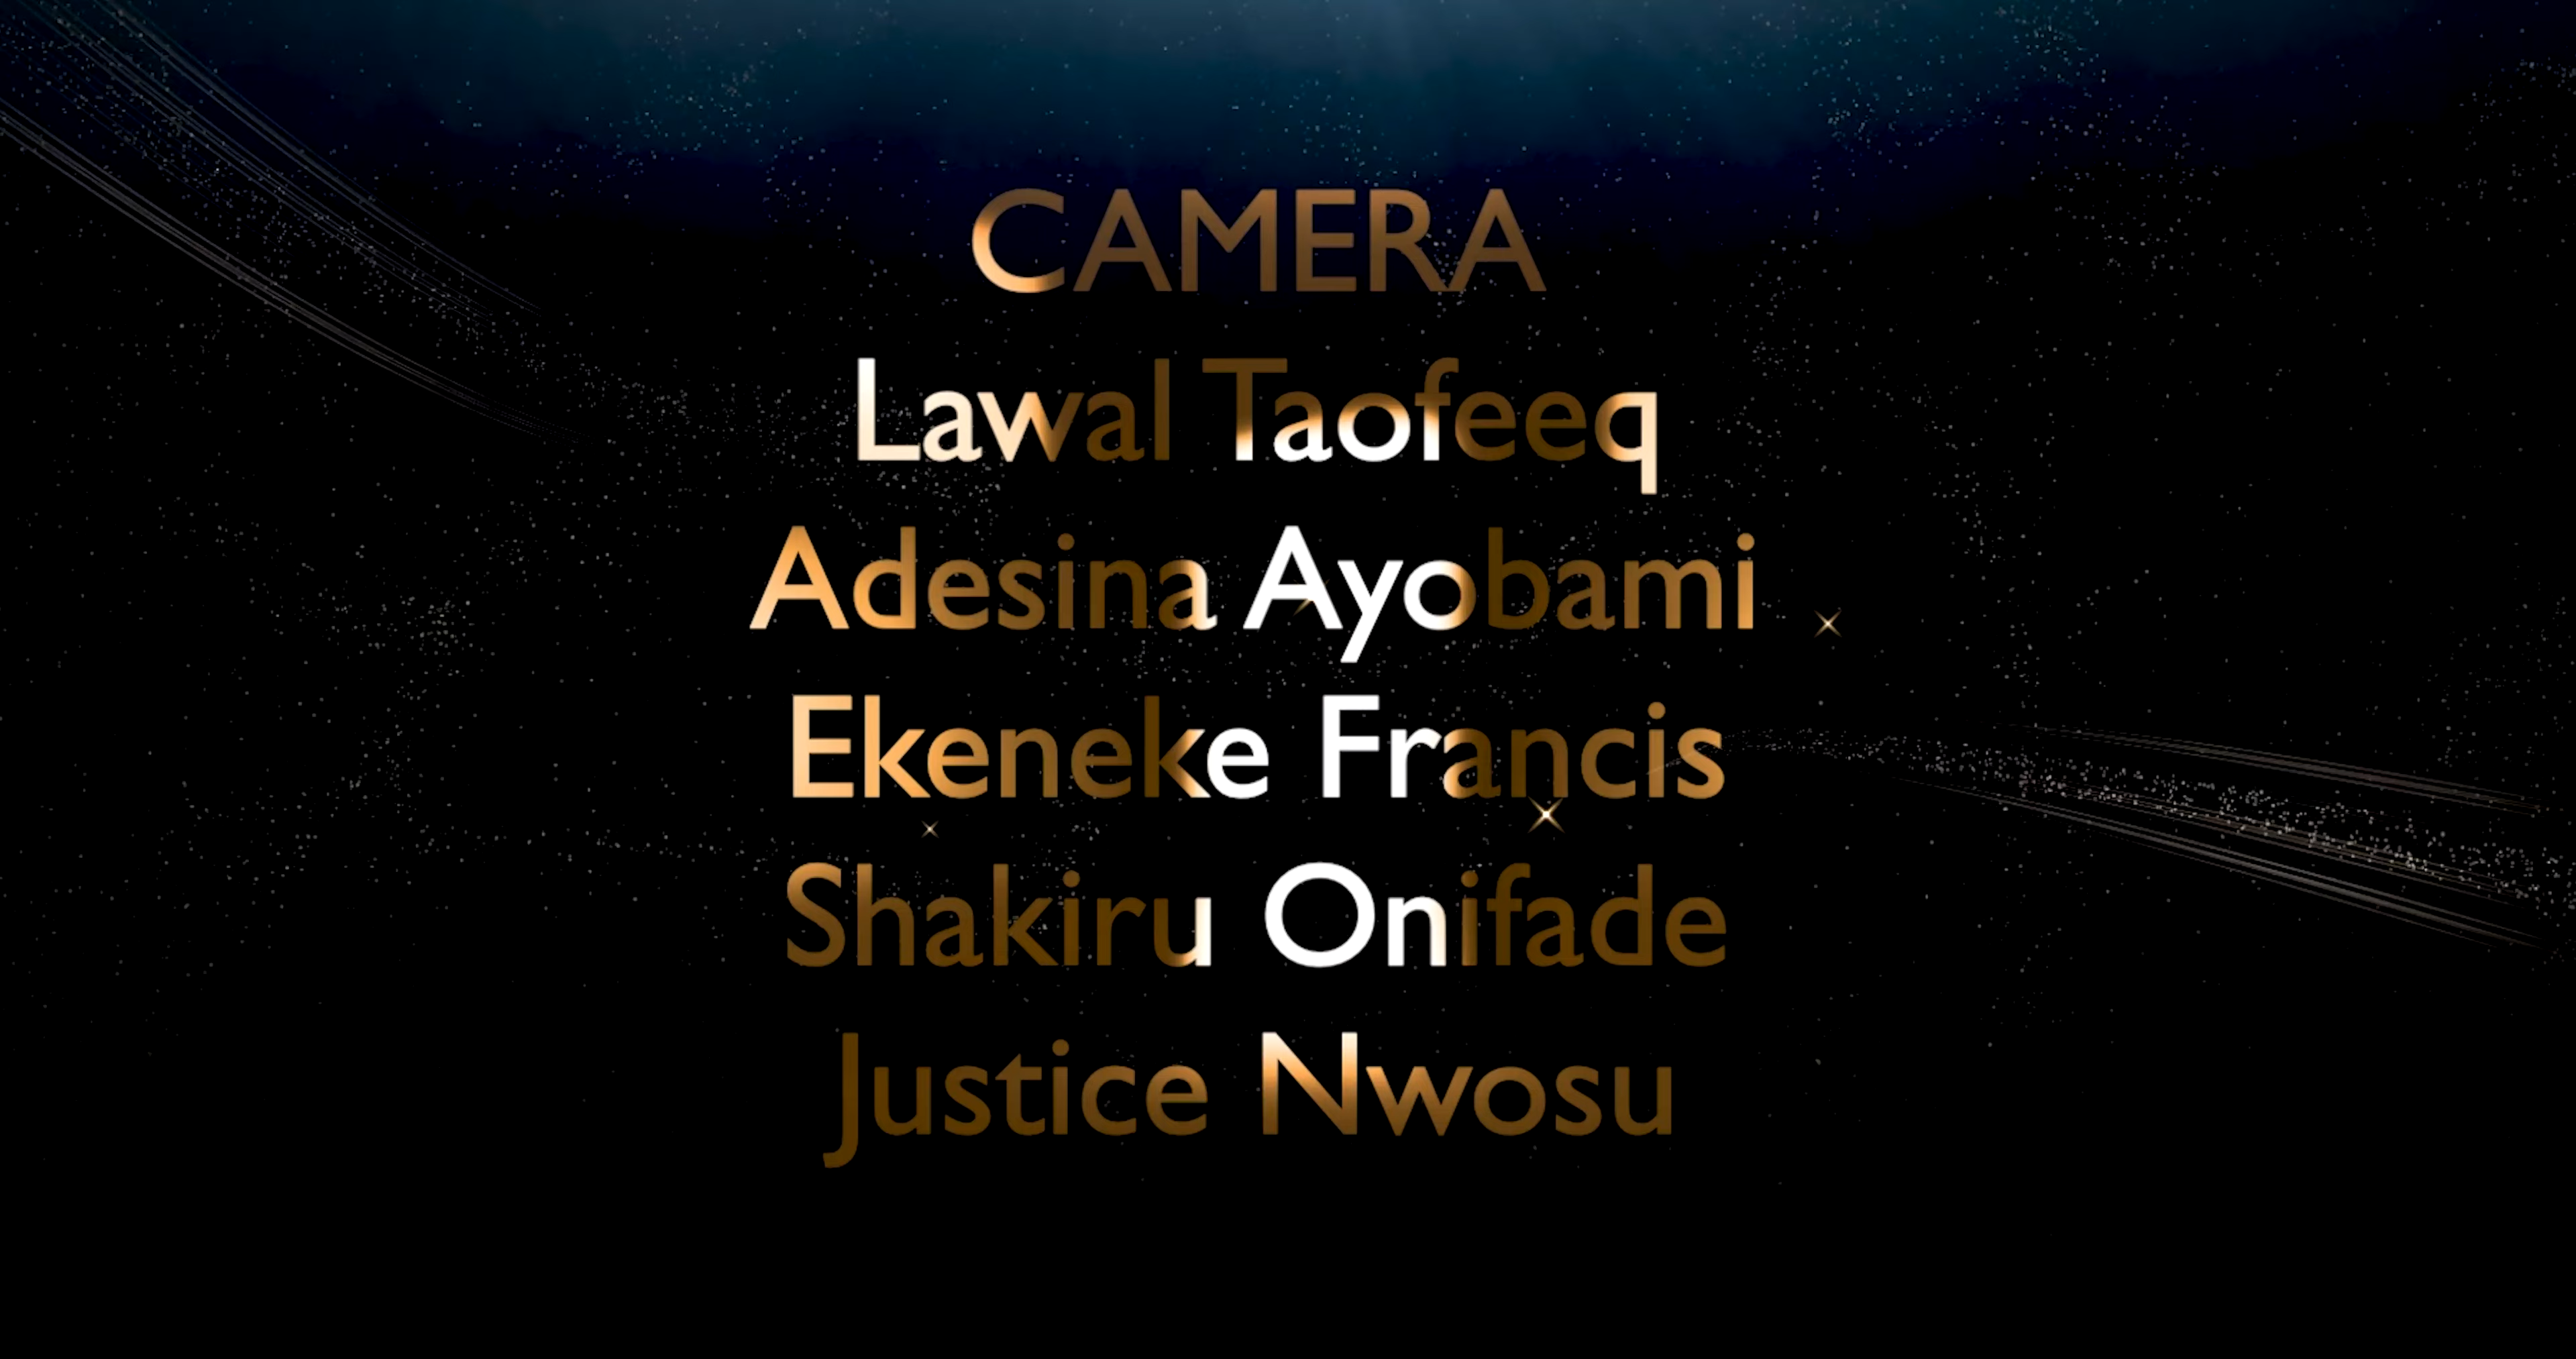 CAMERA
Lawal Taofeeq
Adesina Ayobami
Ekeneke Francis
Shakiru Onifade
Justice Nwosu